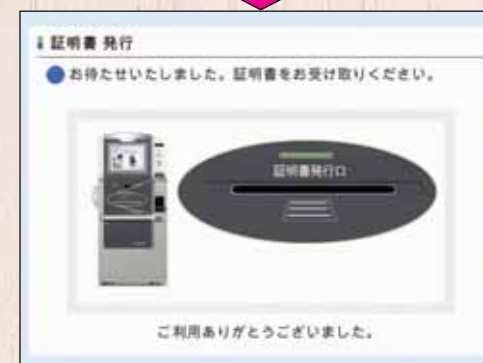 証明書 発行
お待たせいたしました。証明書をお受け取りください。
証明書発行口
ご利用ありがとうございました。